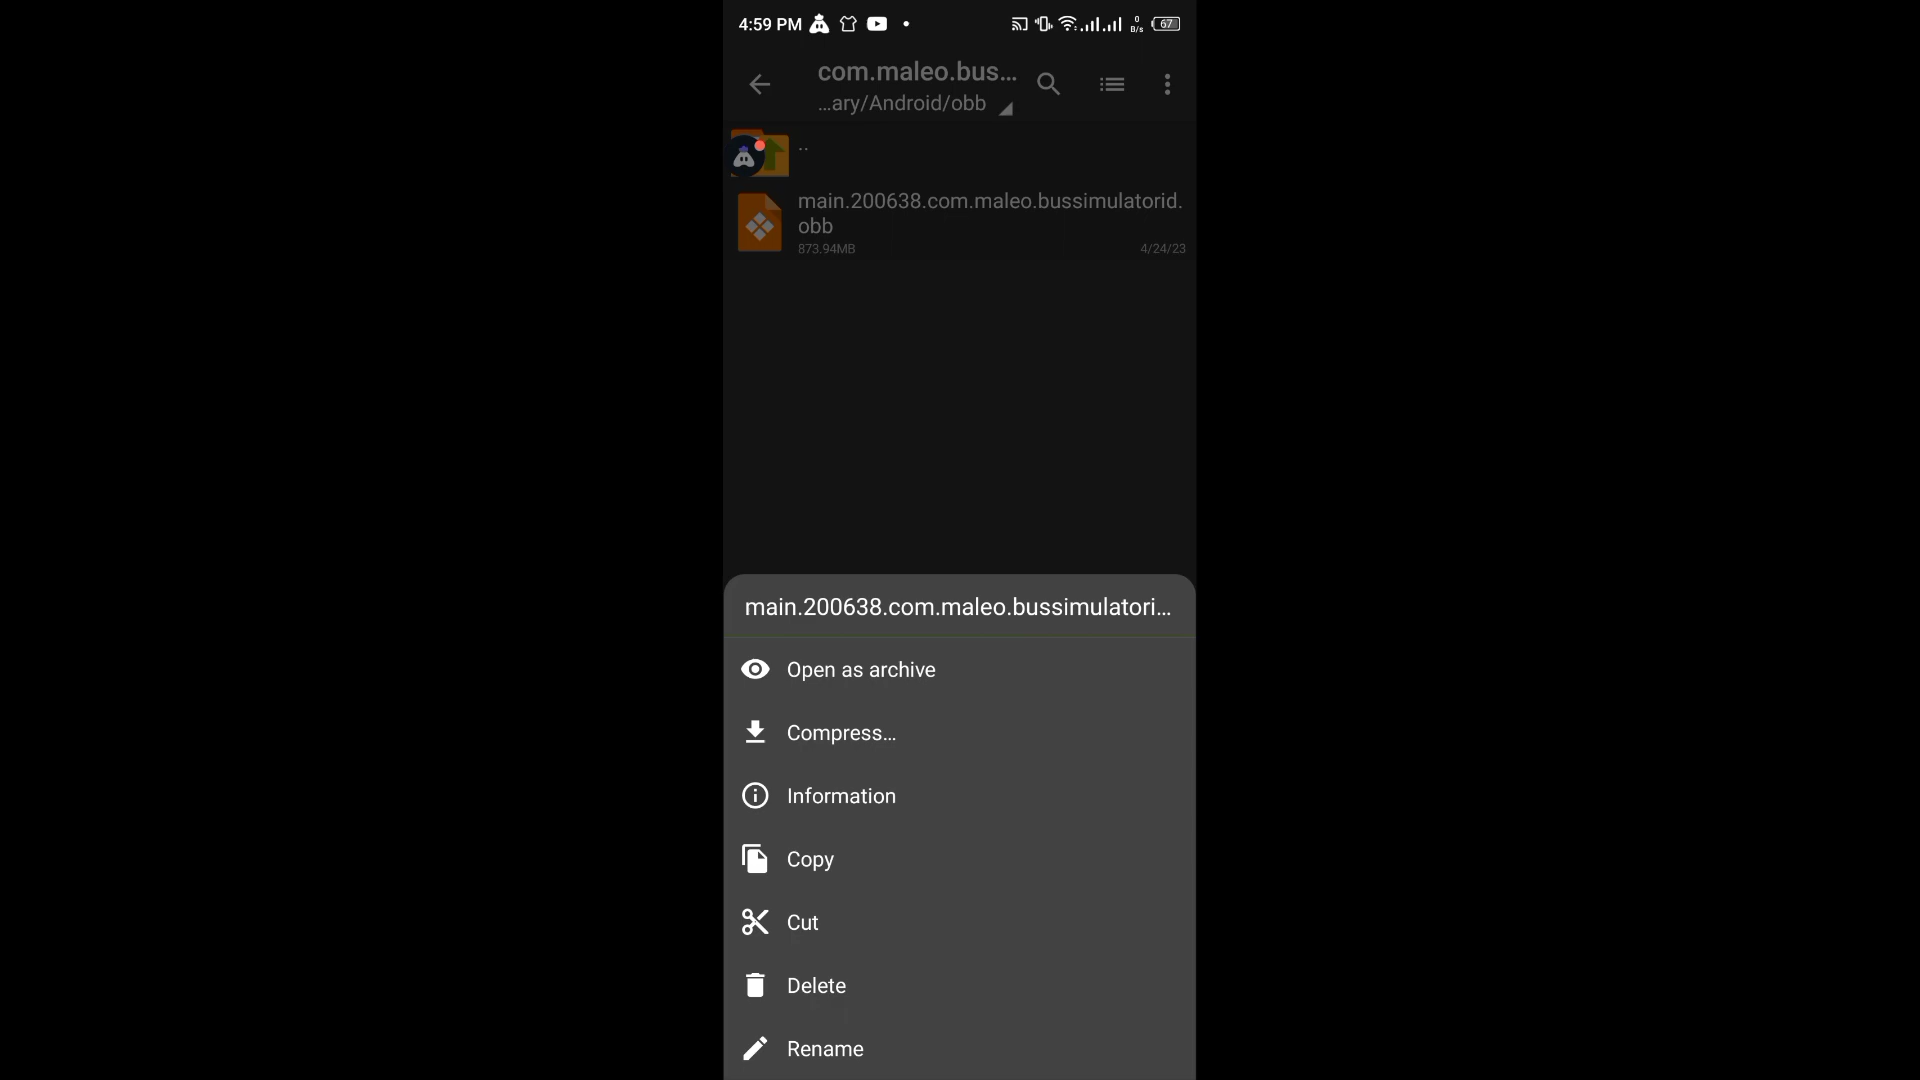 4:59 PM
0
B/s
67
com.maleo.bus...
...ary/Android/obb
..
main.200638.com.maleo.bussimulatorid.
obb
873.94MB
4/24/23
main.200638.com.maleo.bussimulatori...
Open as archive
Compress...
Information
Copy
Cut
Delete
Rename